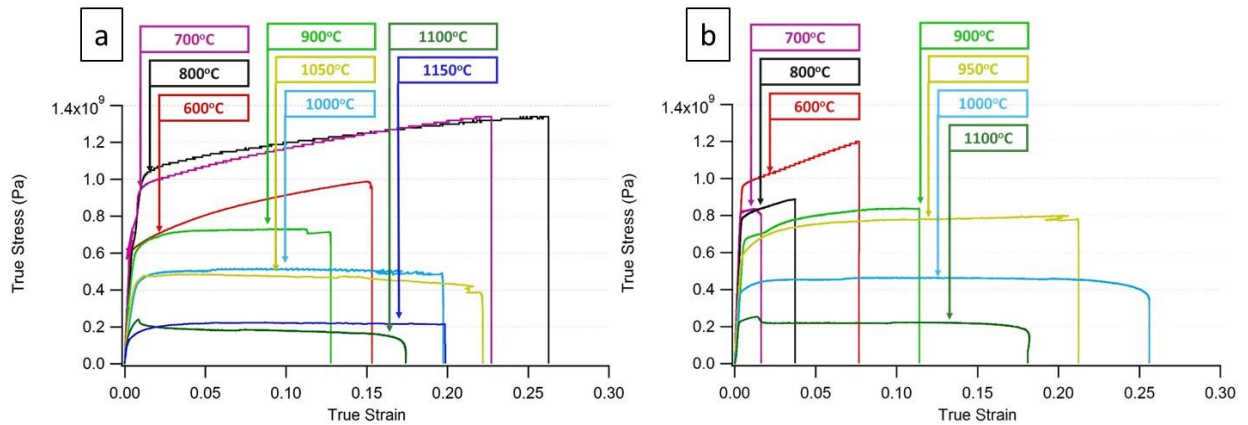 a
700°C
900°C
1100°C
800°C
1050°C
1150°C
600°C
1000°C
1.4x10⁹
1.2
1.0
0.8
0.6
0.4
0.2
0.0
True Stress (Pa)
0.00
0.05
0.10
0.15
0.20
0.25
0.30
True Strain
b
700°C
900°C
800°C
950°C
600°C
1000°C
1100°C
1.4x10⁹
1.2
1.0
0.8
0.6
0.4
0.2
0.0
True Stress (Pa)
0.00
0.05
0.10
0.15
0.20
0.25
0.30
True Strain